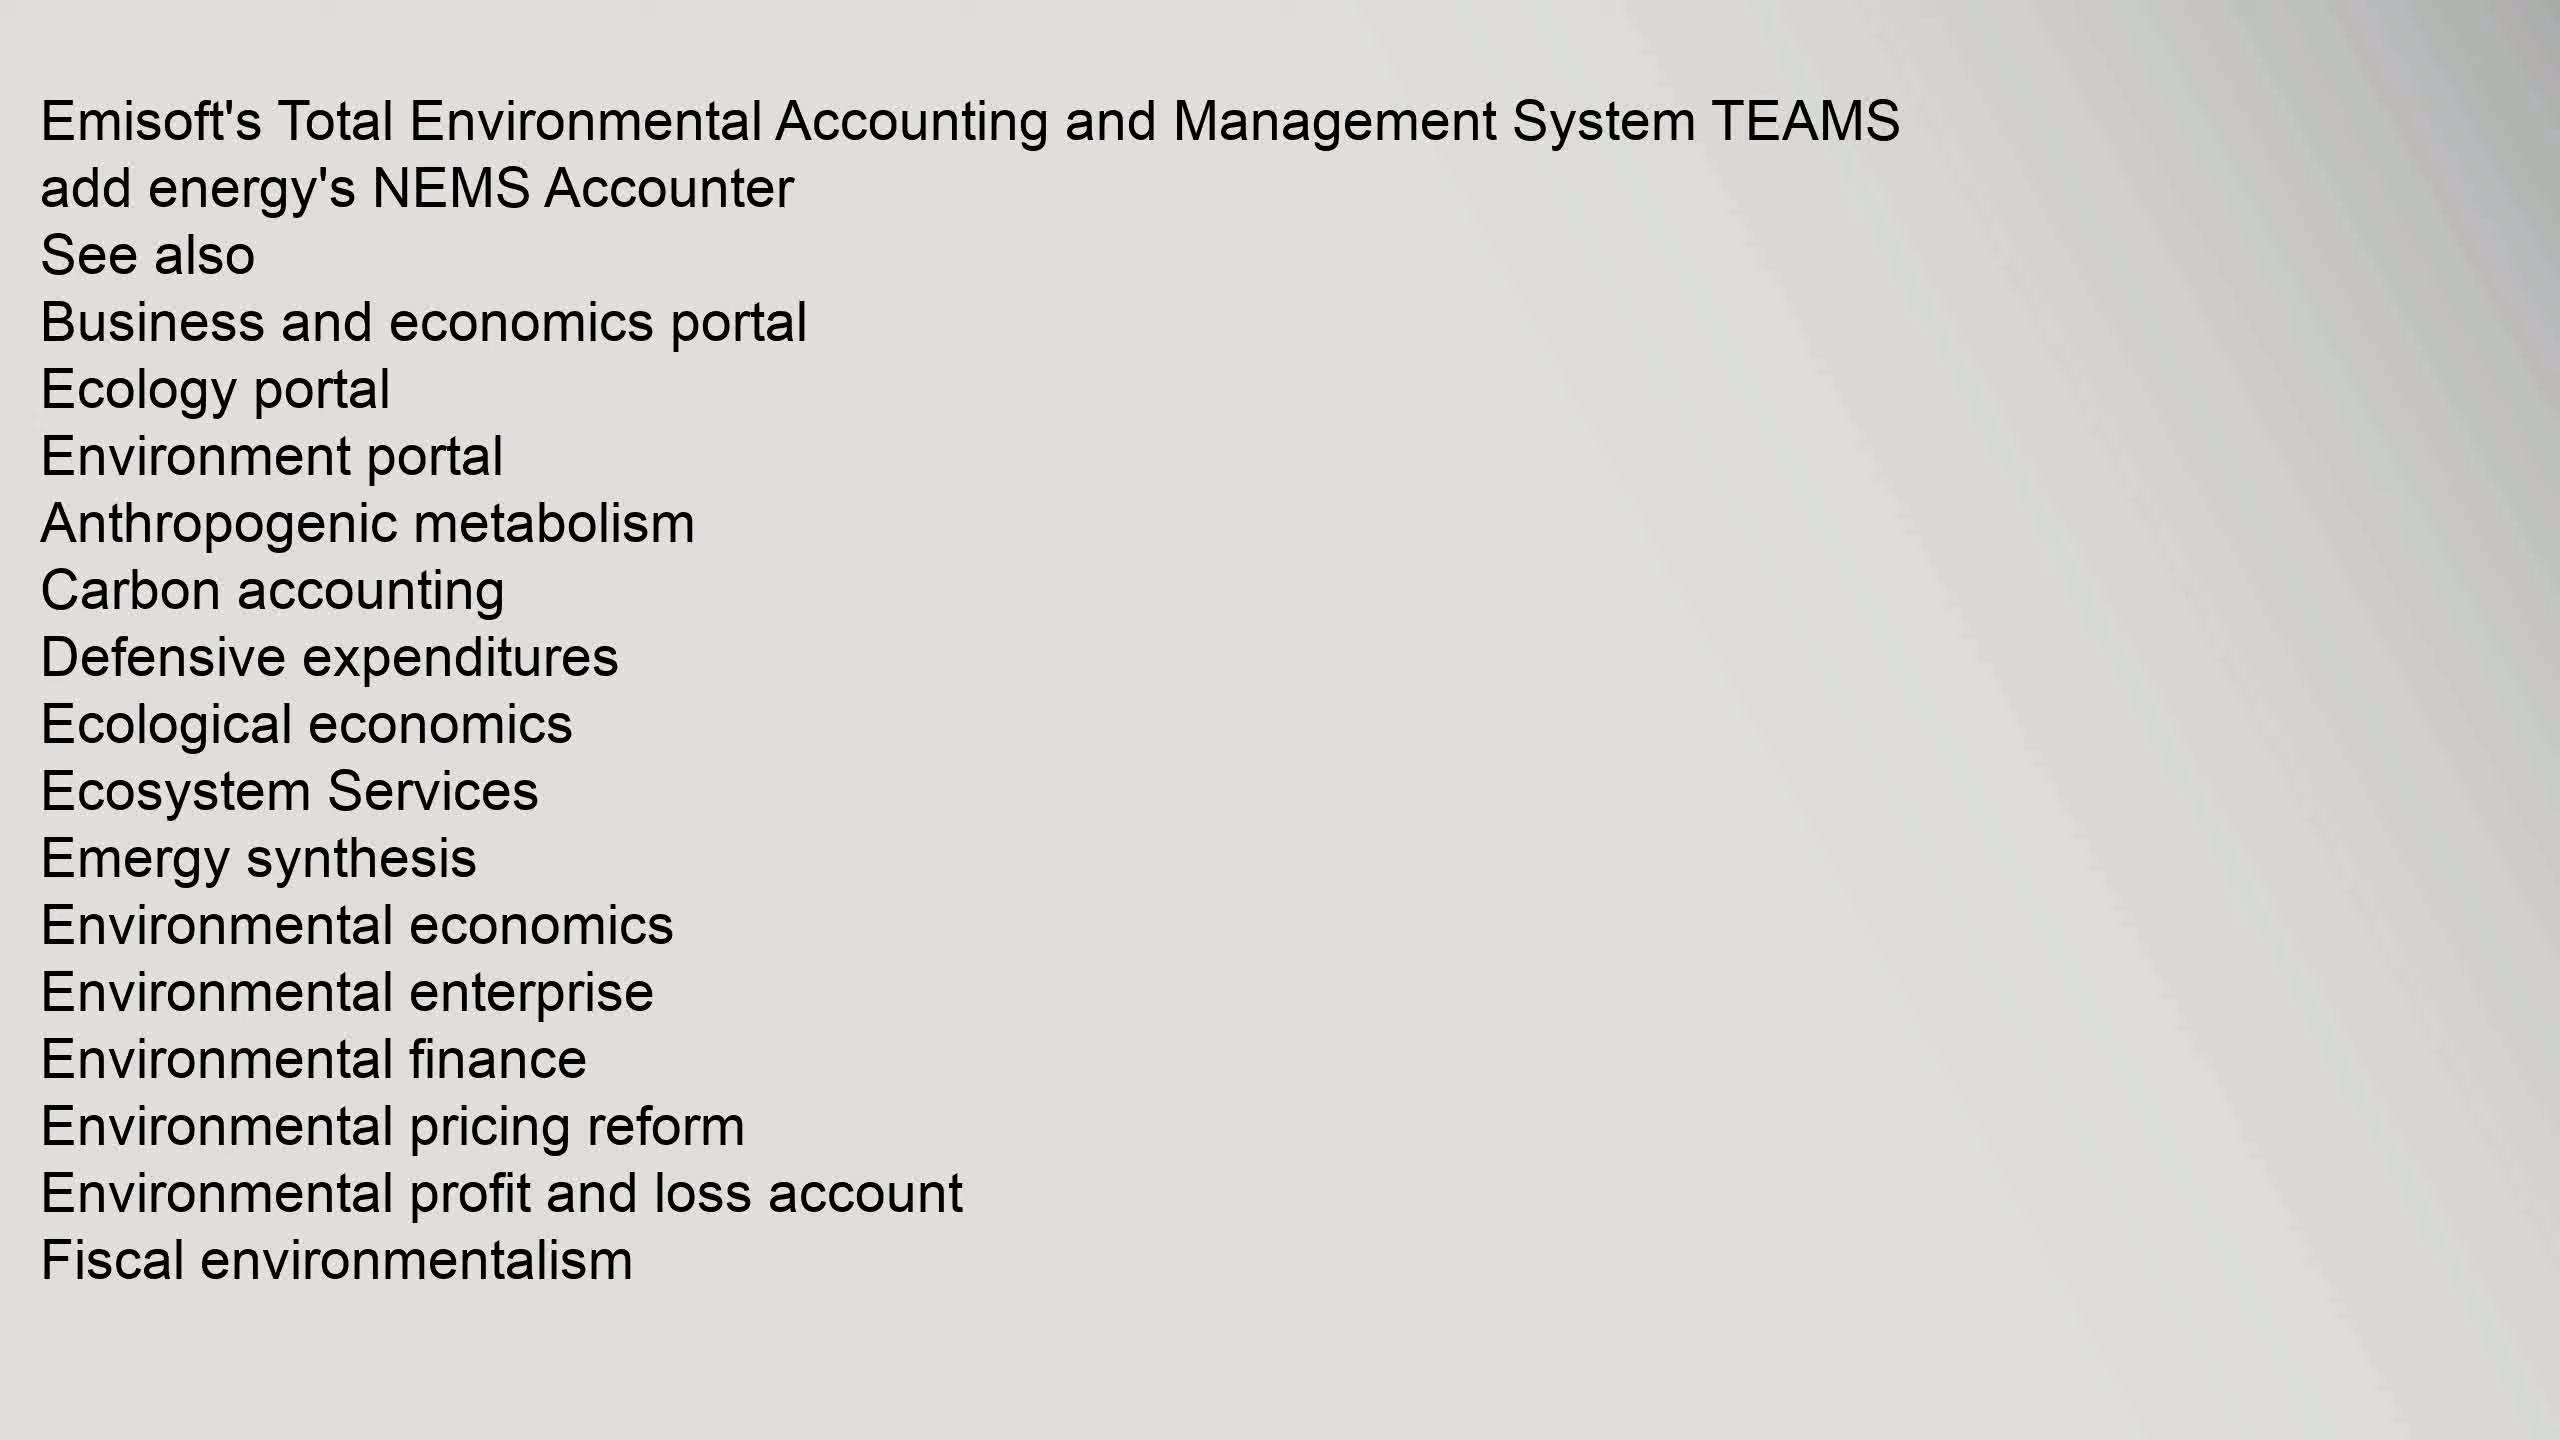 Emisoft's Total Environmental Accounting and Management System TEAMS
add energy's NEMS Accounter
See also
Business and economics portal
Ecology portal
Environment portal
Anthropogenic metabolism
Carbon accounting
Defensive expenditures
Ecological economics
Ecosystem Services
Emergy synthesis
Environmental economics
Environmental enterprise
Environmental finance
Environmental pricing reform
Environmental profit and loss account
Fiscal environmentalism